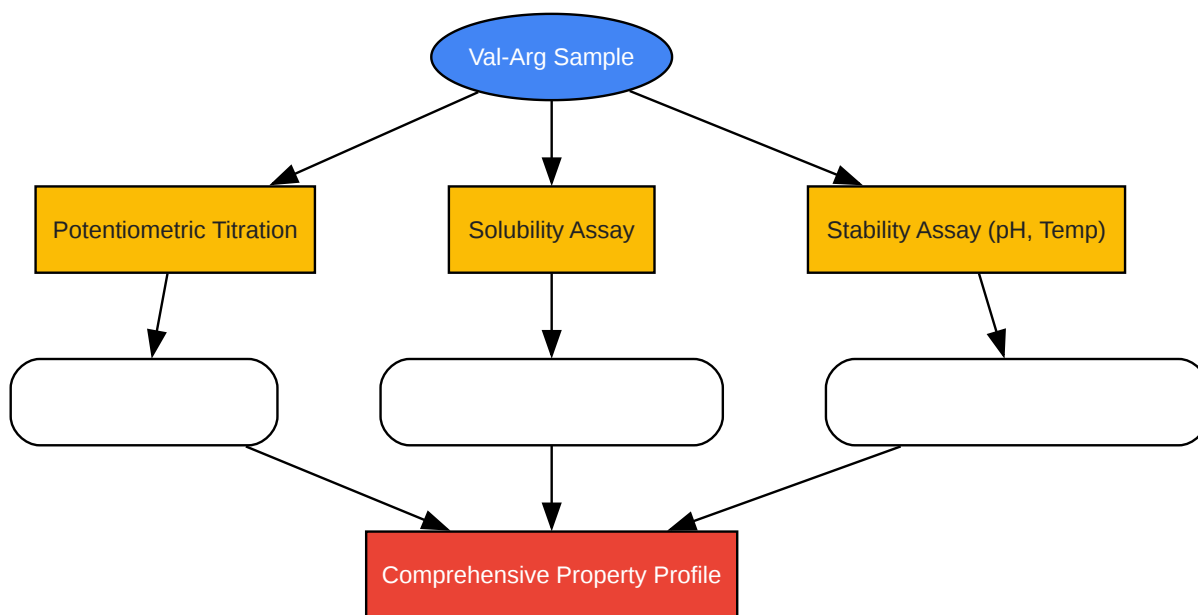 Val-Arg Sample
Potentiometric Titration
Solubility Assay
Stability Assay (pH, Temp)
Comprehensive Property Profile